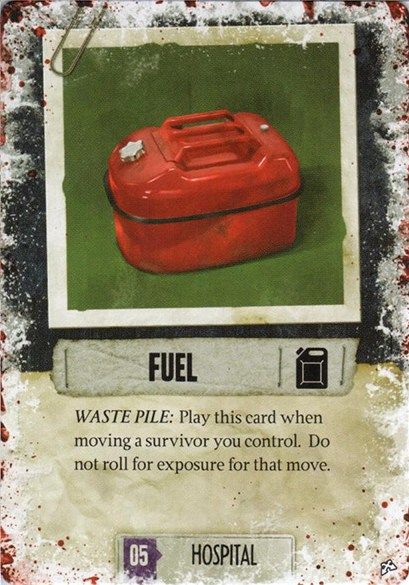 FUEL
WASTE PILE: Play this card when
moving a survivor you control. Do
not roll for exposure for that move.
05 HOSPITAL